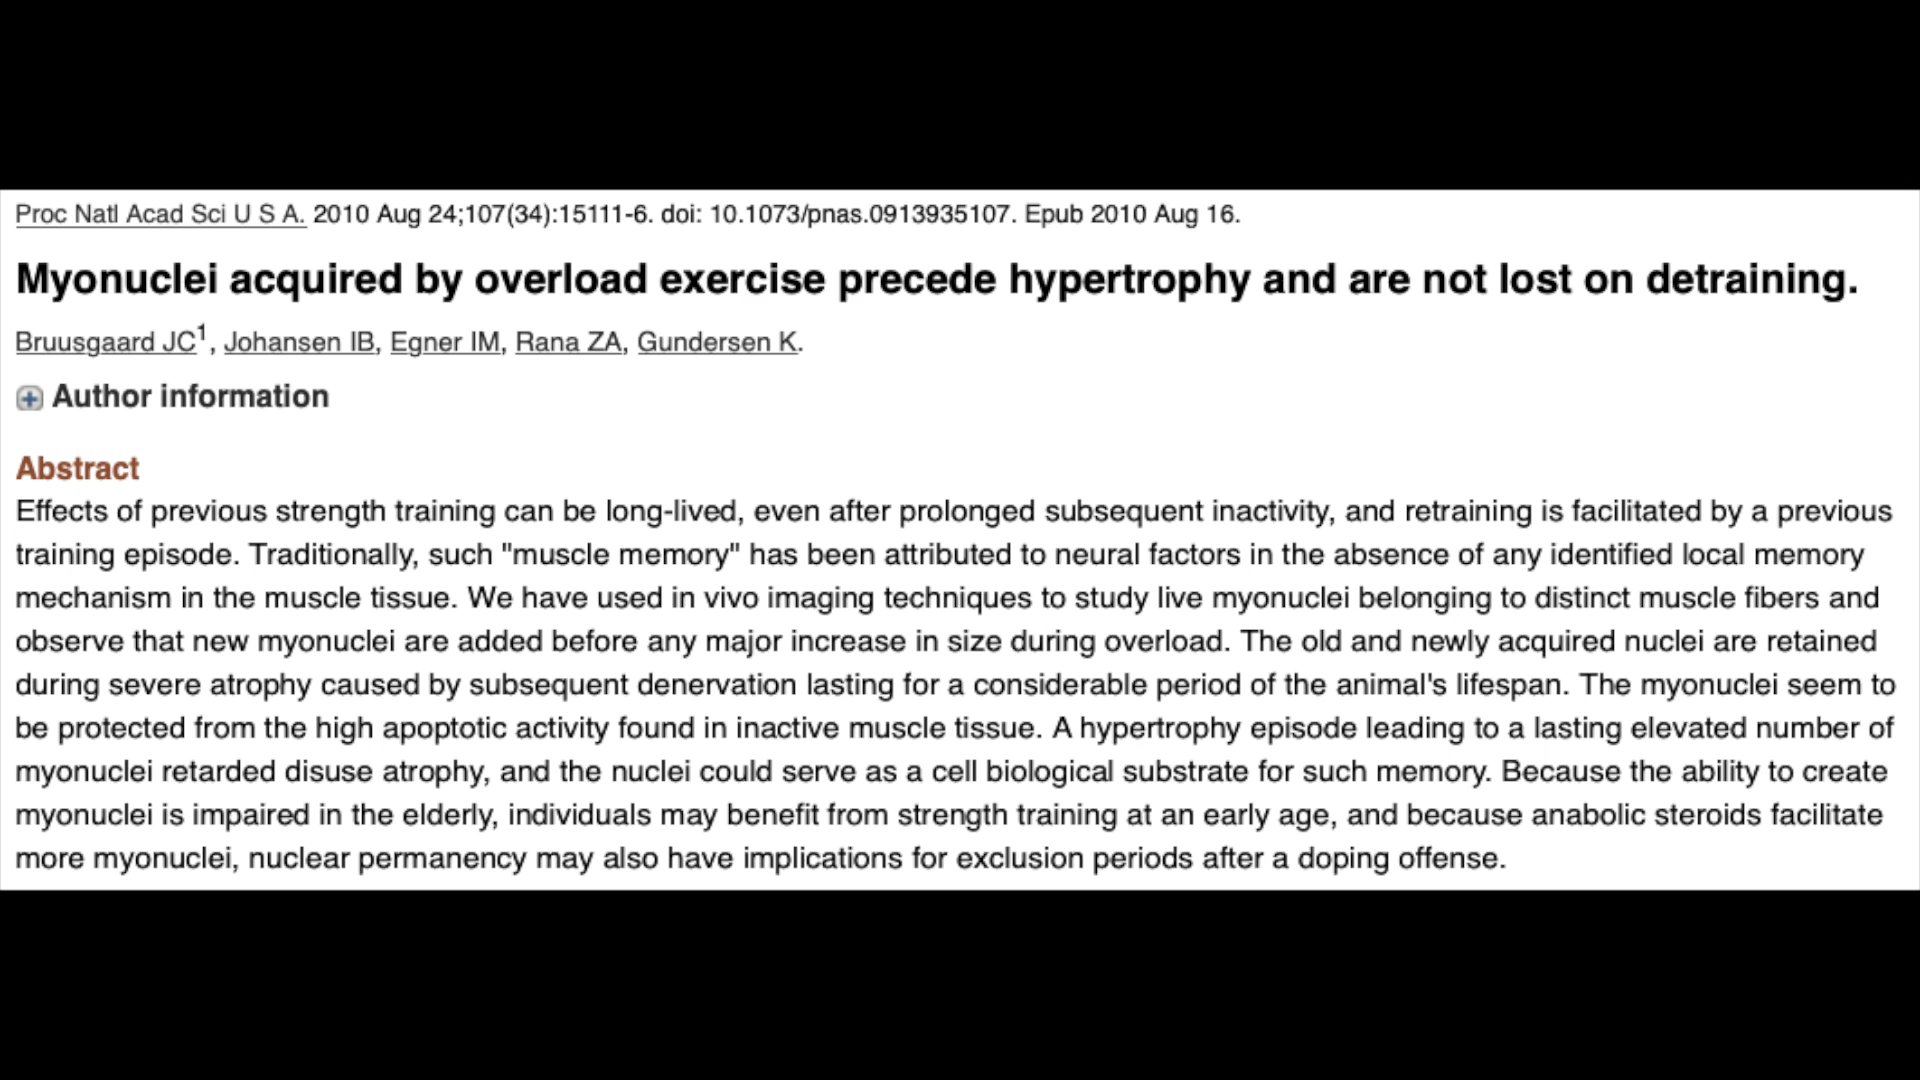 Proc Natl Acad Sci U S A. 2010 Aug 24;107(34):15111-6. doi: 10.1073/pnas.0913935107. Epub 2010 Aug 16.
Myonuclei acquired by overload exercise precede hypertrophy and are not lost on detraining.
Bruusgaard JC1, Johansen IB, Egner IM, Rana ZA, Gundersen K.
Author information
Abstract
Effects of previous strength training can be long-lived, even after prolonged subsequent inactivity, and retraining is facilitated by a previous
training episode. Traditionally, such "muscle memory" has been attributed to neural factors in the absence of any identified local memory
mechanism in the muscle tissue. We have used in vivo imaging techniques to study live myonuclei belonging to distinct muscle fibers and
observe that new myonuclei are added before any major increase in size during overload. The old and newly acquired nuclei are retained
during severe atrophy caused by subsequent denervation lasting for a considerable period of the animal's lifespan. The myonuclei seem to
be protected from the high apoptotic activity found in inactive muscle tissue. A hypertrophy episode leading to a lasting elevated number of
myonuclei retarded disuse atrophy, and the nuclei could serve as a cell biological substrate for such memory. Because the ability to create
myonuclei is impaired in the elderly, individuals may benefit from strength training at an early age, and because anabolic steroids facilitate
more myonuclei, nuclear permanency may also have implications for exclusion periods after a doping offense.